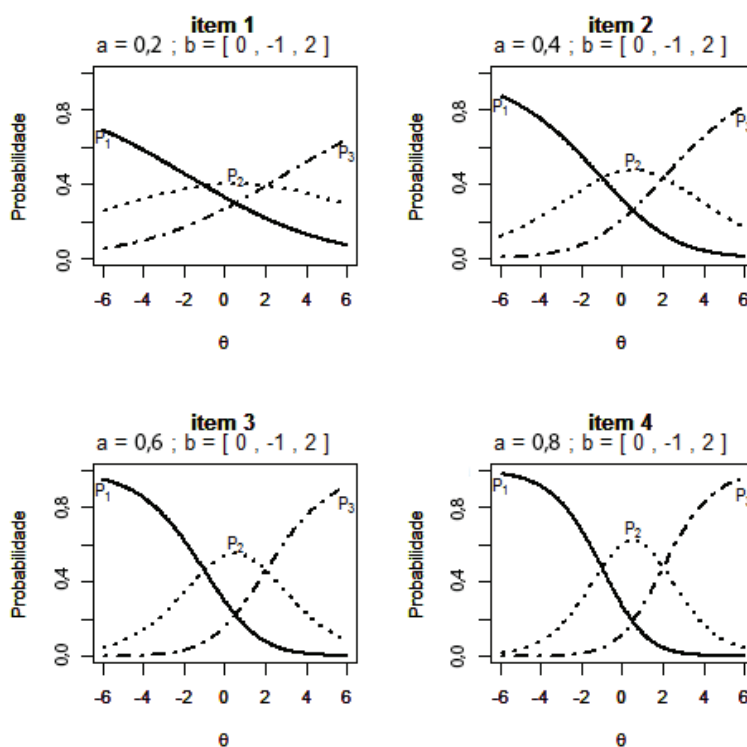 item 1
a = 0,2 ; b = [ 0 , -1 , 2 ]
Probabilidade
0,8
0,4
0,0
P1
P2
P3
-6 -4 -2 0 2 4 6
θ
item 2
a = 0,4 ; b = [ 0 , -1 , 2 ]
Probabilidade
0,8
0,4
0,0
P1
P2
P
-6 -4 -2 0 2 4 6
θ
item 3
a = 0,6 ; b = [ 0 , -1 , 2 ]
Probabilidade
0,8
0,4
0,0
P1
P2
P3
-6 -4 -2 0 2 4 6
θ
item 4
a = 0,8 ; b = [ 0 , -1 , 2 ]
Probabilidade
0,8
0,4
0,0
P1
P2
P
-6 -4 -2 0 2 4 6
θ